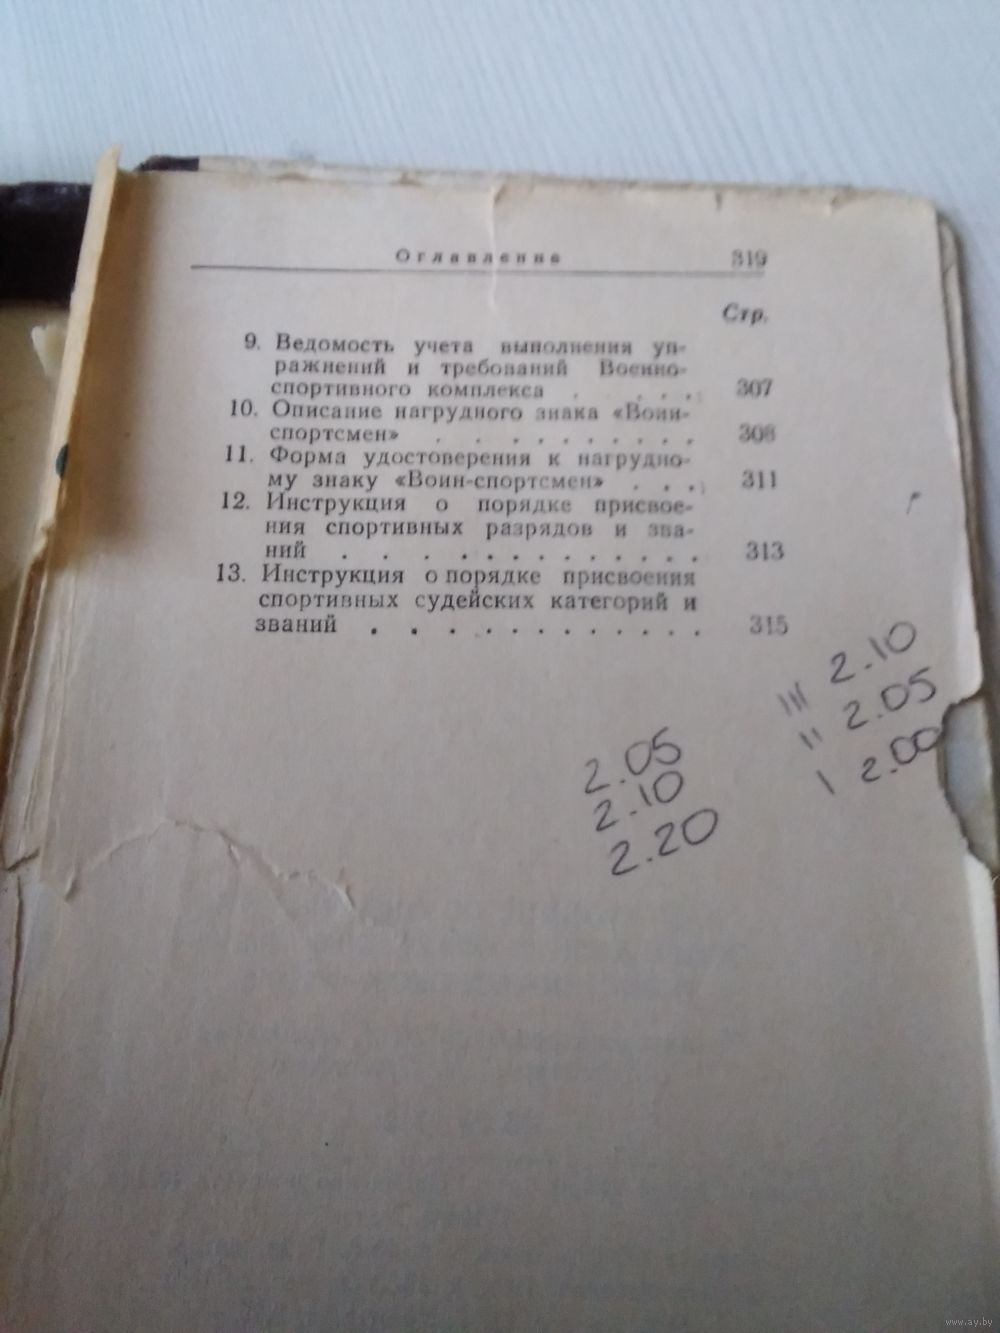 Оглавление 319
Стр.
9. Ведомость учета выполнения уп-
ражнений и требований Военно-
спортивного комплекса . . . . 307
10. Описание нагрудного знака «Воин-
спортсмен» . . . . . . . . . 308
11. Форма удостоверения к нагрудно-
му знаку «Воин-спортсмен» . . . 311
12. Инструкция о порядке присвое-
ния спортивных разрядов и зва-
ний . . . . . . . . . . . . 313
13. Инструкция о порядке присвоения
спортивных судейских категорий и
званий . . . . . . . . . . . 315
III 2.10
II 2.05
I 2.00
2.05
2.10
2.20
www.ay.by